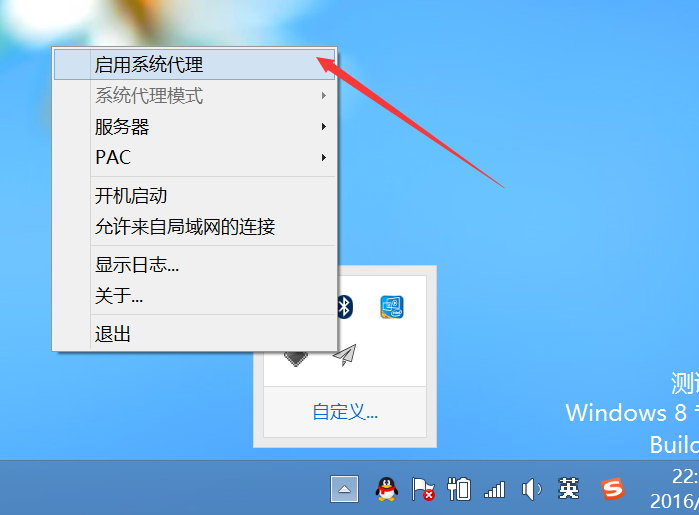 启用系统代理
系统代理模式
服务器
PAC
开机启动
允许来自局域网的连接
显示日志...
关于...
退出
自定义...
Windows 8
英
22:
2016/